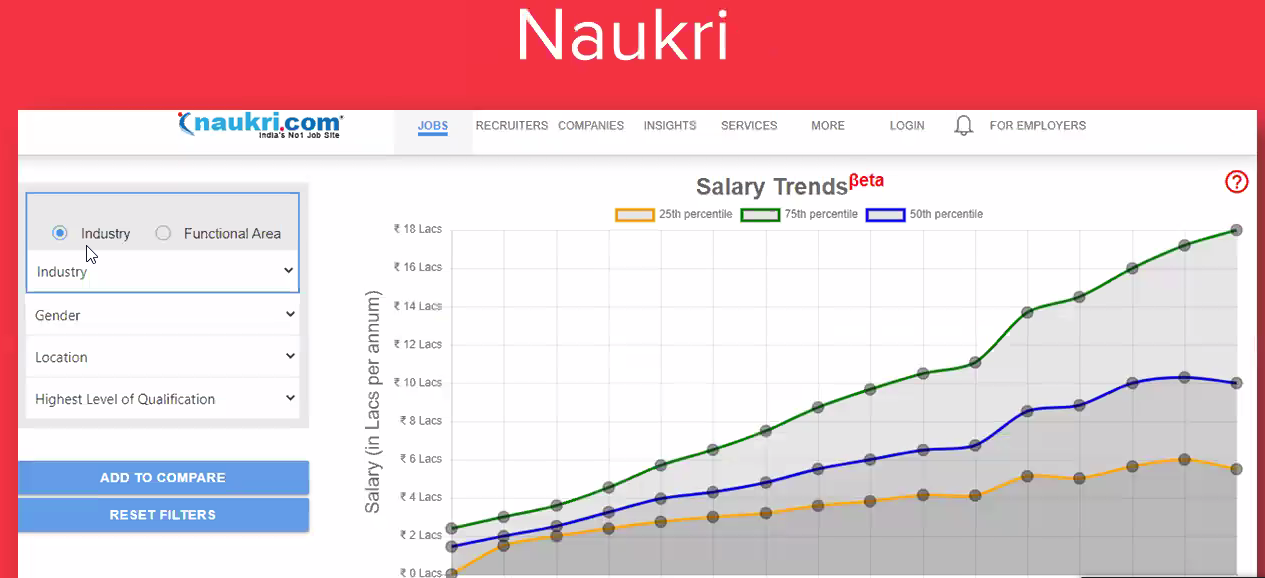 Naukri
naukri.com
India's No1 Job Site
JOBS RECRUITERS COMPANIES INSIGHTS SERVICES MORE LOGIN FOR EMPLOYERS
Industry Functional Area
Industry
Gender
Location
Highest Level of Qualification
ADD TO COMPARE
RESET FILTERS
Salary Trends βeta
?
25th percentile 75th percentile 50th percentile
Salary (in Lacs per annum)
₹ 18 Lacs
₹ 16 Lacs
₹ 14 Lacs
₹ 12 Lacs
₹ 10 Lacs
₹ 8 Lacs
₹ 6 Lacs
₹ 4 Lacs
₹ 2 Lacs
₹ 0 Lacs